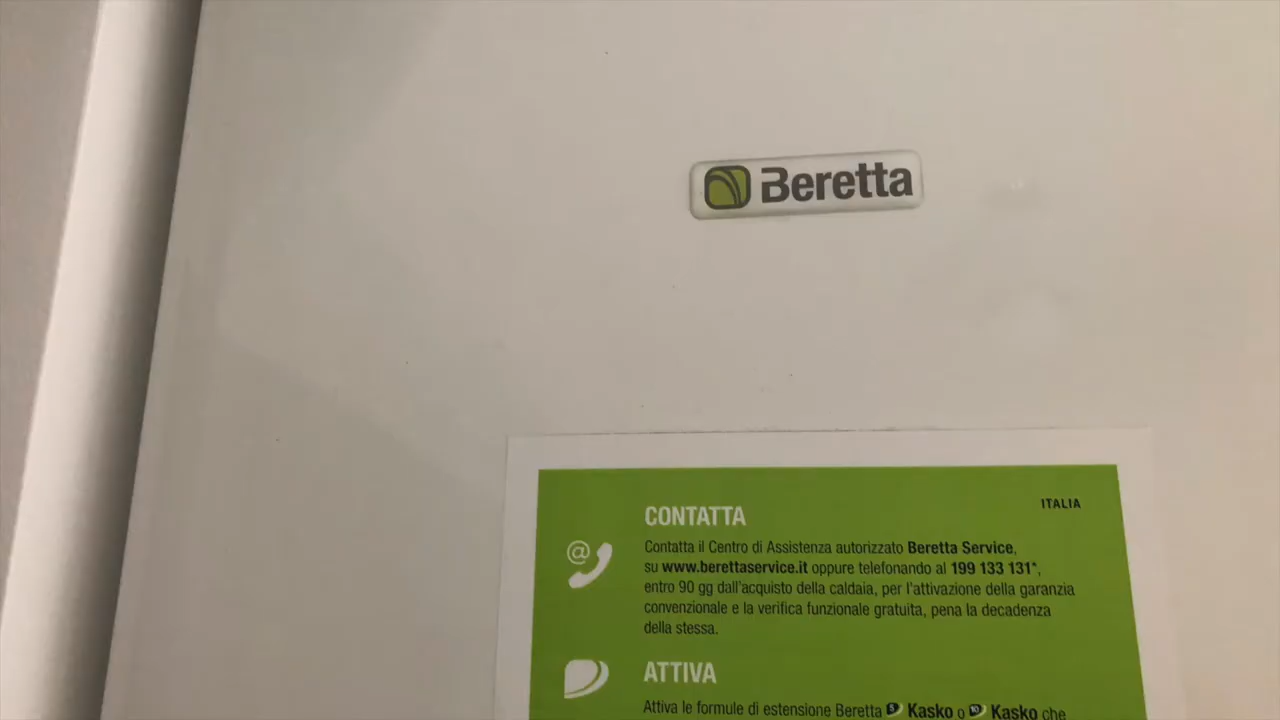 Beretta
ITALIA
CONTATTA
Contatta il Centro di Assistenza autorizzato Beretta Service,
su www.berettaservice.it oppure telefonando al 199 133 131*,
entro 90 gg dall'acquisto della caldaia, per l'attivazione della garanzia
convenzionale e la verifica funzionale gratuita, pena la decadenza
della stessa.
ATTIVA
Attiva le formule di estensione Beretta Kasko o Kasko che